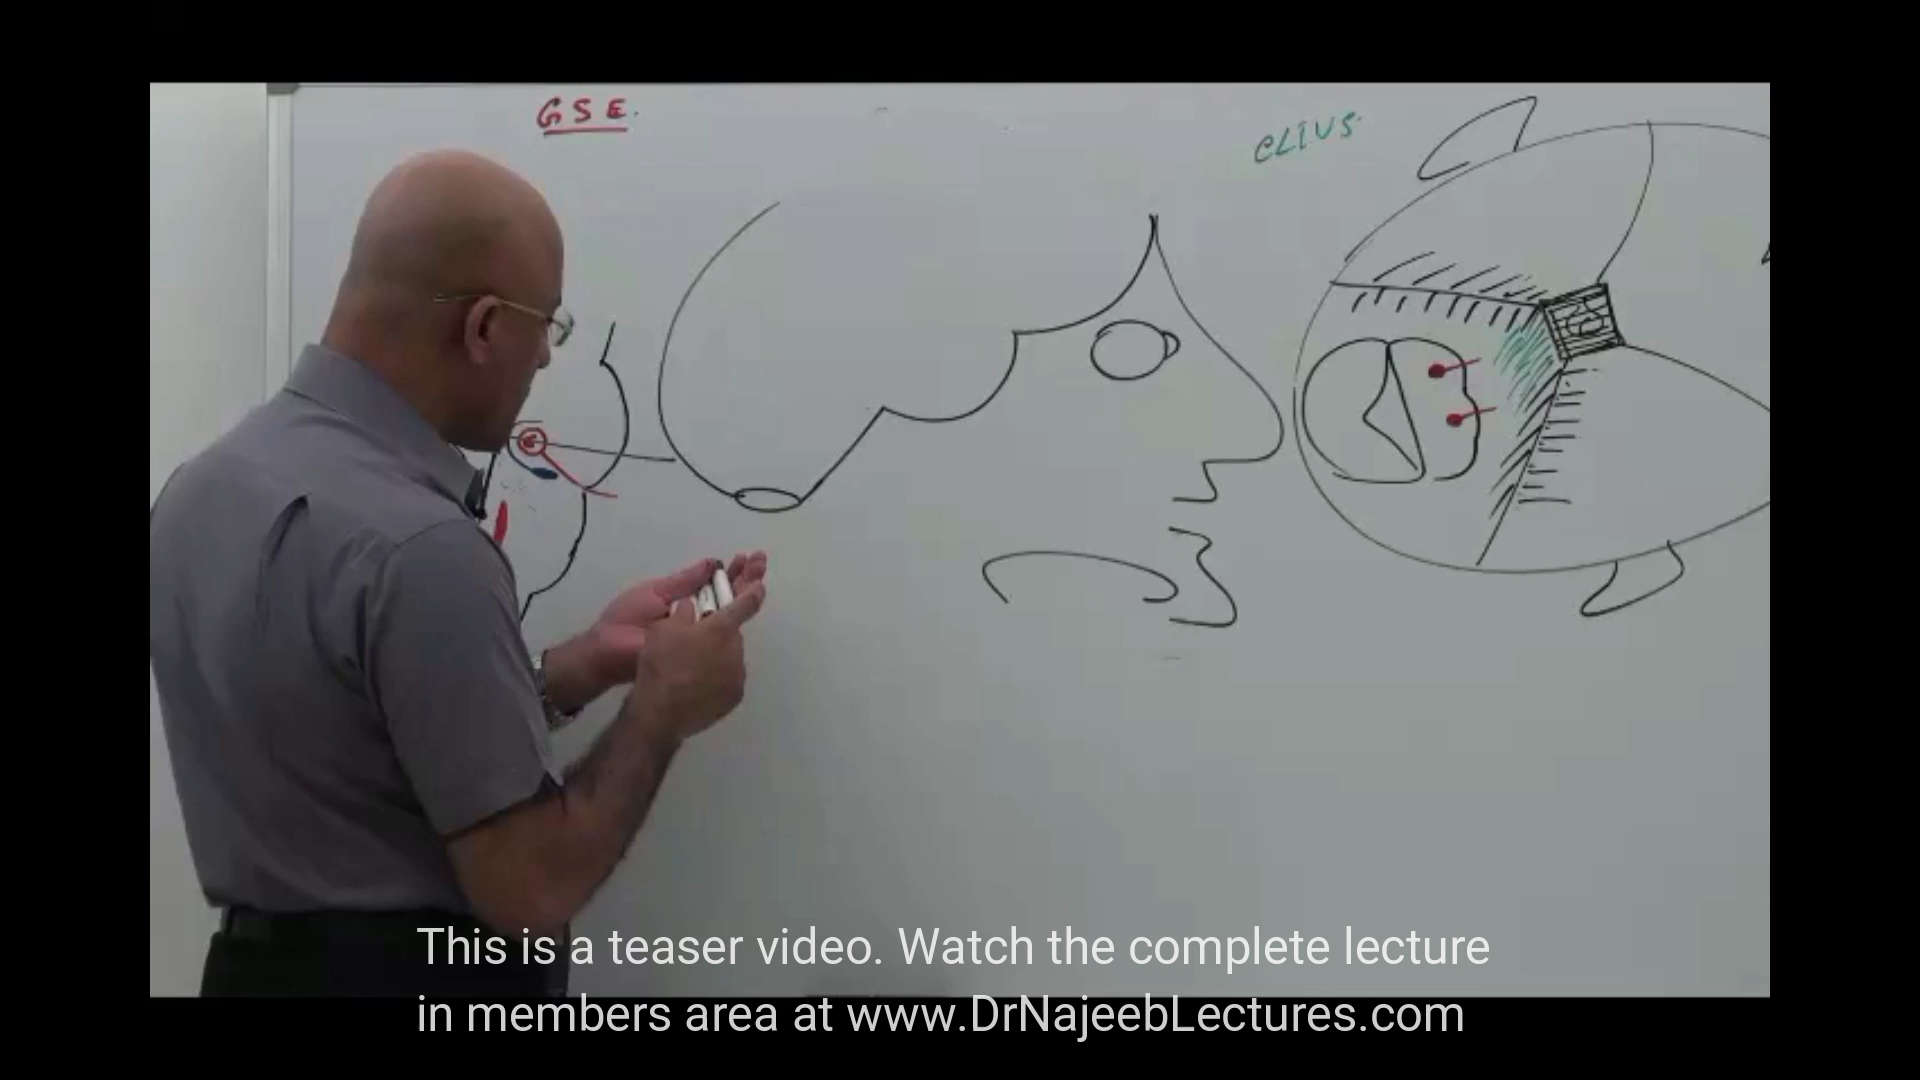 GSE.
CLIVS
This is a teaser video. Watch the complete lecture
in members area at www.DrNajeebLectures.com